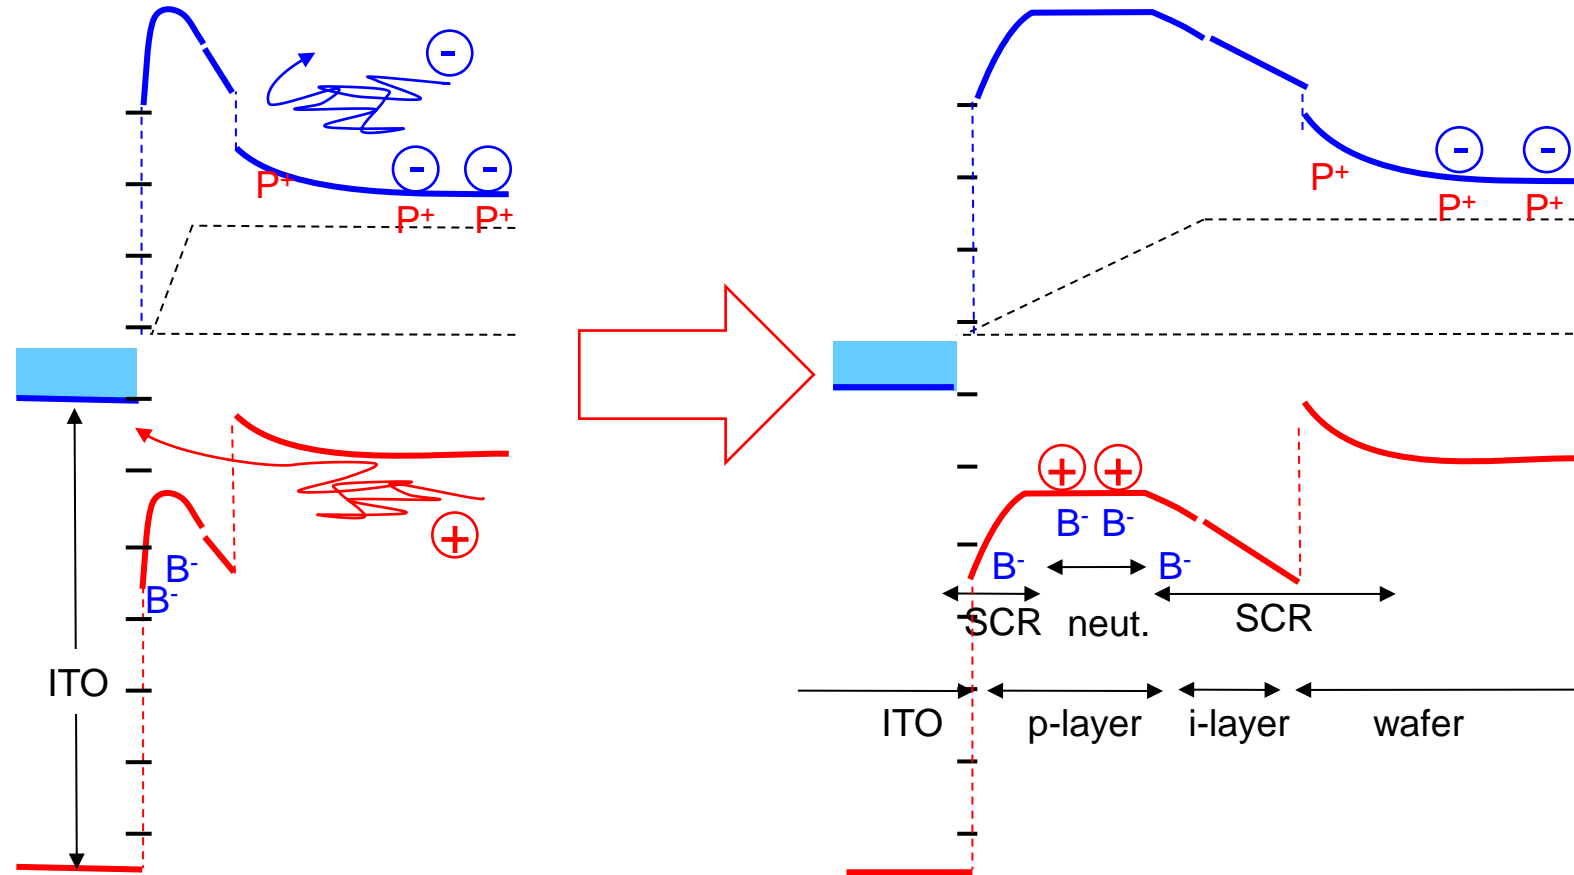 -
-
-
P⁺
P⁺
P⁺
+
B⁻
B⁻
ITO
-
-
P⁺
P⁺
P⁺
+
+
B⁻
B⁻
B⁻
B⁻
SCR
neut.
SCR
ITO
p-layer
i-layer
wafer